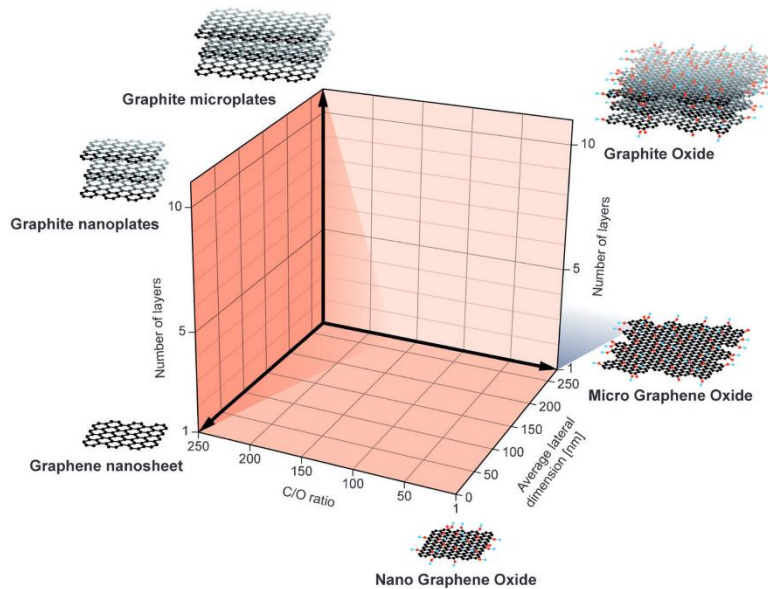 Graphite microplates
Graphite Oxide
Graphite nanoplates
10
5
1
Number of layers
10
5
1
Number of layers
Micro Graphene Oxide
Graphene nanosheet
250
200
150
100
50
1
C/O ratio
250
200
150
100
50
0
Average lateral
dimension [nm]
Nano Graphene Oxide